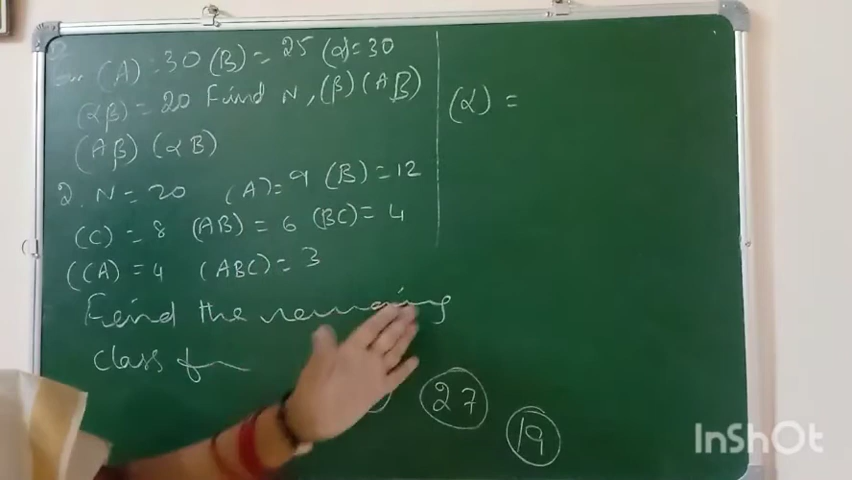 (A) = 30 (B) = 25 (α) = 30
(αβ) = 20 Find N, (β) (AB)
(Aβ) (αB)
2. N = 20 (A) = 9 (B) = 12
(C) = 8 (AB) = 6 (BC) = 4
(CA) = 4 (ABC) = 3
Find the remaining
class
(α) =
27
19
InShOt